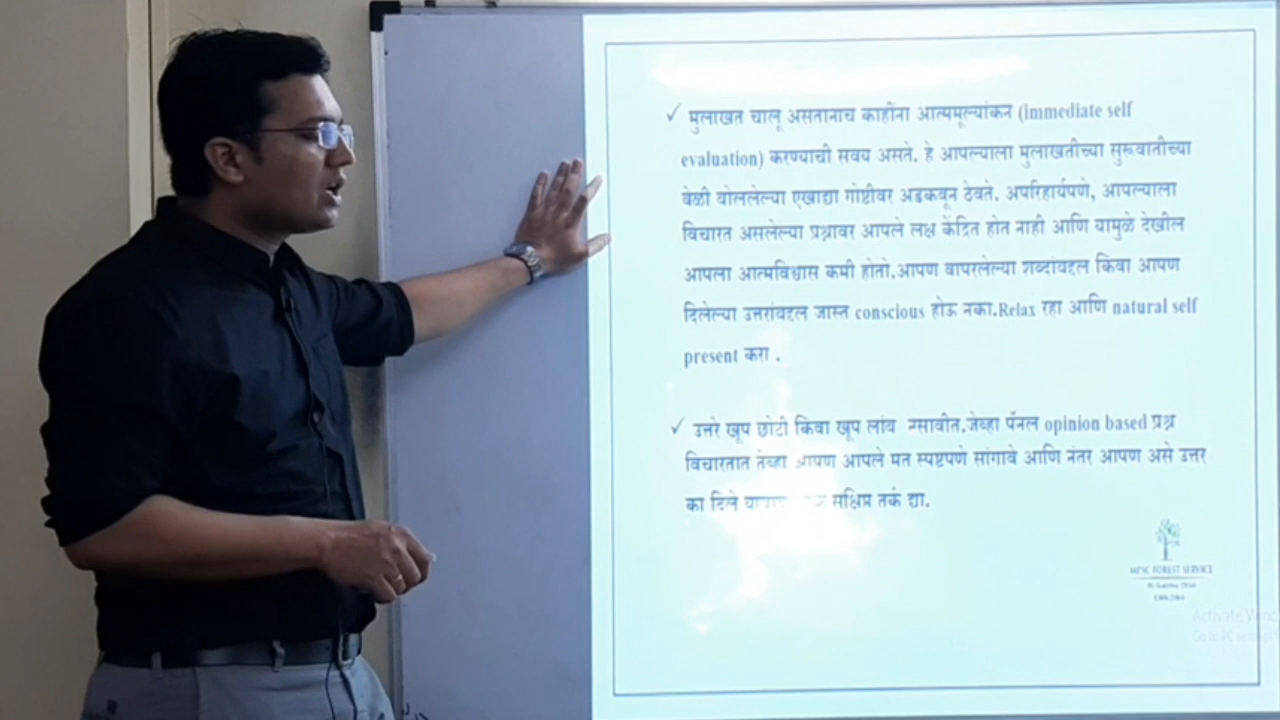 ✓ मुलाखत चालू असतानाच काहींना आत्ममूल्यांकन (immediate self
evaluation) करण्याची सवय असते. हे आपल्याला मुलाखतीच्या सुरूवातीच्या
वेळी बोललेल्या एखाद्या गोष्टीवर अडकवून ठेवते. अपरिहार्यपणे, आपल्याला
विचारत असलेल्या प्रश्नावर आपले लक्ष केंद्रित होत नाही आणि यामुळे देखील
आपला आत्मविश्वास कमी होतो.आपण वापरलेल्या शब्दांबद्दल किंवा आपण
दिलेल्या उत्तरांबद्दल जास्त conscious होऊ नका.Relax रहा आणि natural self
present करा .
✓ उत्तरे खूप छोटी किंवा खूप लांब नसावीत.जेव्हा पॅनल opinion based प्रश्न
विचारतात तेव्हा आपण आपले मत स्पष्टपणे सांगावे आणि नंतर आपण असे उत्तर
का दिले सक्षिप्र तर्क द्या.
MPSC FOREST SERVICE
Activate
Go to PC